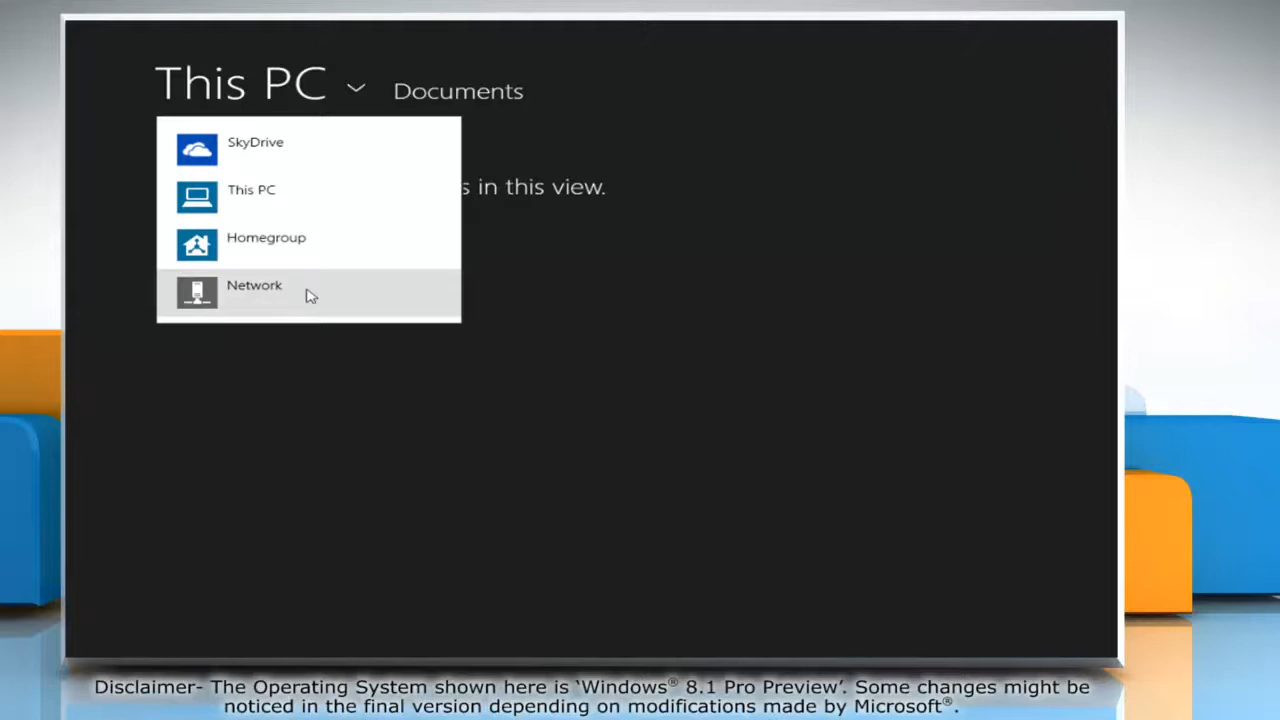 This PC Documents
SkyDrive
s in this view.
This PC
Homegroup
Network
Disclaimer- The Operating System shown here is ‘Windows® 8.1 Pro Preview’. Some changes might be
noticed in the final version depending on modifications made by Microsoft®.